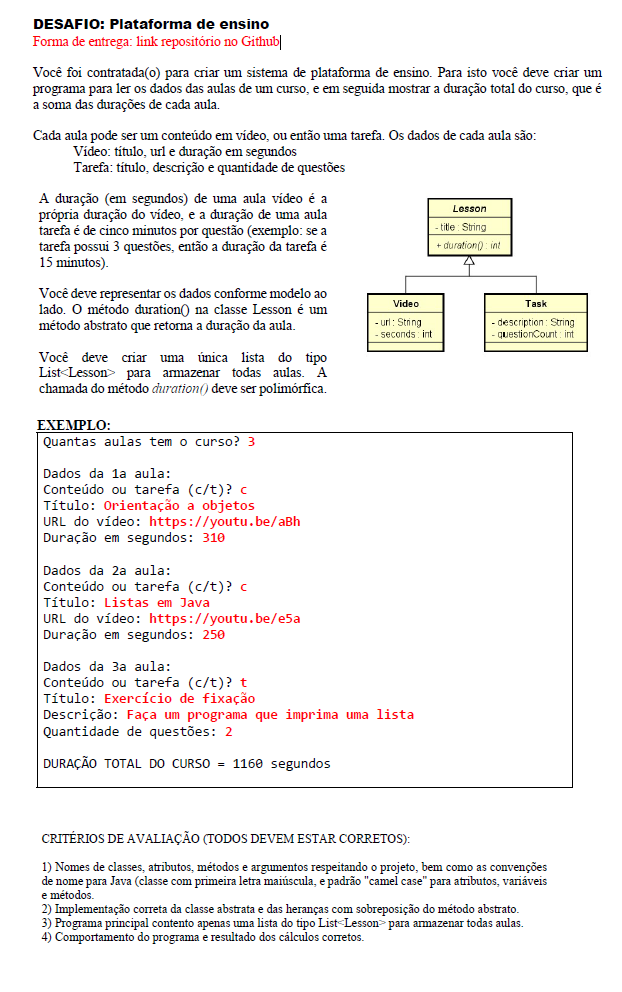 DESAFIO: Plataforma de ensino
Forma de entrega: link repositório no Github
Você foi contratada(o) para criar um sistema de plataforma de ensino. Para isto você deve criar um
programa para ler os dados das aulas de um curso, e em seguida mostrar a duração total do curso, que é
a soma das durações de cada aula.
Cada aula pode ser um conteúdo em vídeo, ou então uma tarefa. Os dados de cada aula são:
Vídeo: título, url e duração em segundos
Tarefa: título, descrição e quantidade de questões
A duração (em segundos) de uma aula vídeo é a
própria duração do vídeo, e a duração de uma aula
tarefa é de cinco minutos por questão (exemplo: se a
tarefa possui 3 questões, então a duração da tarefa é
15 minutos).
Você deve representar os dados conforme modelo ao
lado. O método duration() na classe Lesson é um
método abstrato que retorna a duração da aula.
Você deve criar uma única lista do tipo
List<Lesson> para armazenar todas aulas. A
chamada do método duration() deve ser polimórfica.
Lesson
- title : String
+ duration() : int
Video
- url : String
- seconds : int
Task
- description : String
- questionCount : int
EXEMPLO:
Quantas aulas tem o curso? 3
Dados da 1a aula:
Conteúdo ou tarefa (c/t)? c
Título: Orientação a objetos
URL do vídeo: https://youtu.be/aBh
Duração em segundos: 310
Dados da 2a aula:
Conteúdo ou tarefa (c/t)? c
Título: Listas em Java
URL do vídeo: https://youtu.be/e5a
Duração em segundos: 250
Dados da 3a aula:
Conteúdo ou tarefa (c/t)? t
Título: Exercício de fixação
Descrição: Faça um programa que imprima uma lista
Quantidade de questões: 2
DURAÇÃO TOTAL DO CURSO = 1160 segundos
CRITÉRIOS DE AVALIAÇÃO (TODOS DEVEM ESTAR CORRETOS):
1) Nomes de classes, atributos, métodos e argumentos respeitando o projeto, bem como as convenções
de nome para Java (classe com primeira letra maiúscula, e padrão "camel case" para atributos, variáveis
e métodos.
2) Implementação correta da classe abstrata e das heranças com sobreposição do método abstrato.
3) Programa principal contento apenas uma lista do tipo List<Lesson> para armazenar todas aulas.
4) Comportamento do programa e resultado dos cálculos corretos.